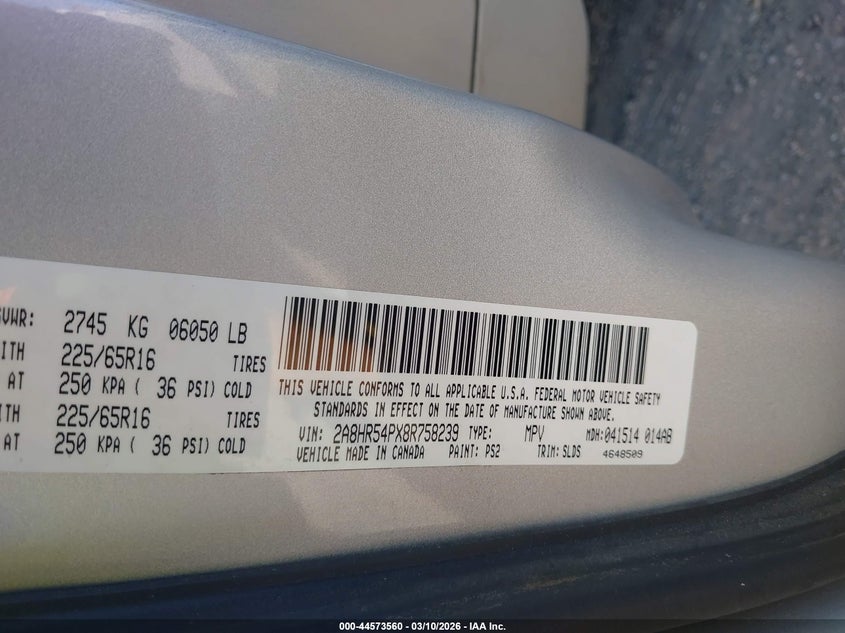 GVWR: 2745 KG 06050 LB
ITH 225/65R16 TIRES
AT 250 KPA ( 36 PSI) COLD
ITH 225/65R16 TIRES
AT 250 KPA ( 36 PSI) COLD
THIS VEHICLE CONFORMS TO ALL APPLICABLE U.S.A. FEDERAL MOTOR VEHICLE SAFETY
STANDARDS IN EFFECT ON THE DATE OF MANUFACTURE SHOWN ABOVE.
VIN: 2A8HR54PX8R758239 TYPE: MPV MDH:041514 014AB
VEHICLE MADE IN CANADA PAINT: PS2 TRIM: SLDS 4648509
000-44573560 — 03/10/2026 — IAA Inc.